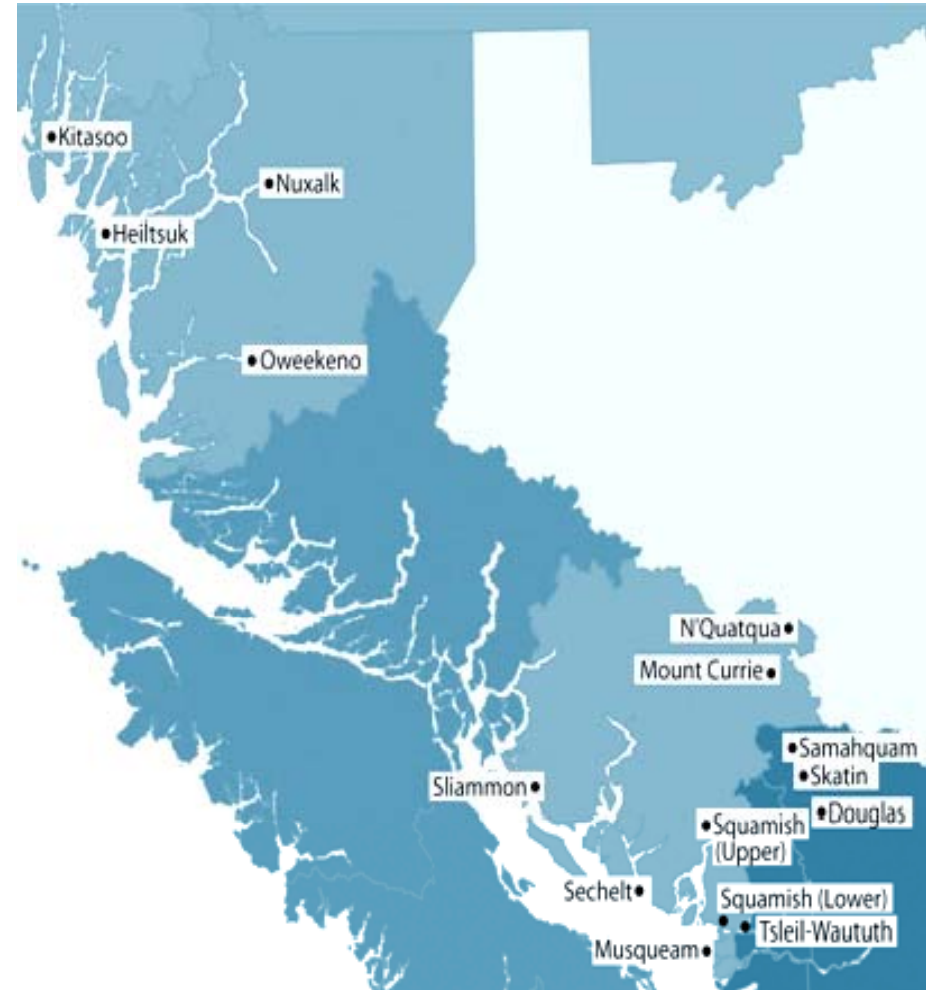 Kitasoo
Nuxalk
Heiltsuk
Oweekeno
N'Quatqua
Mount Currie
Samahquam
Skatin
Sliammon
Douglas
Squamish
(Upper)
Sechelt
Squamish (Lower)
Tsleil-Waututh
Musqueam